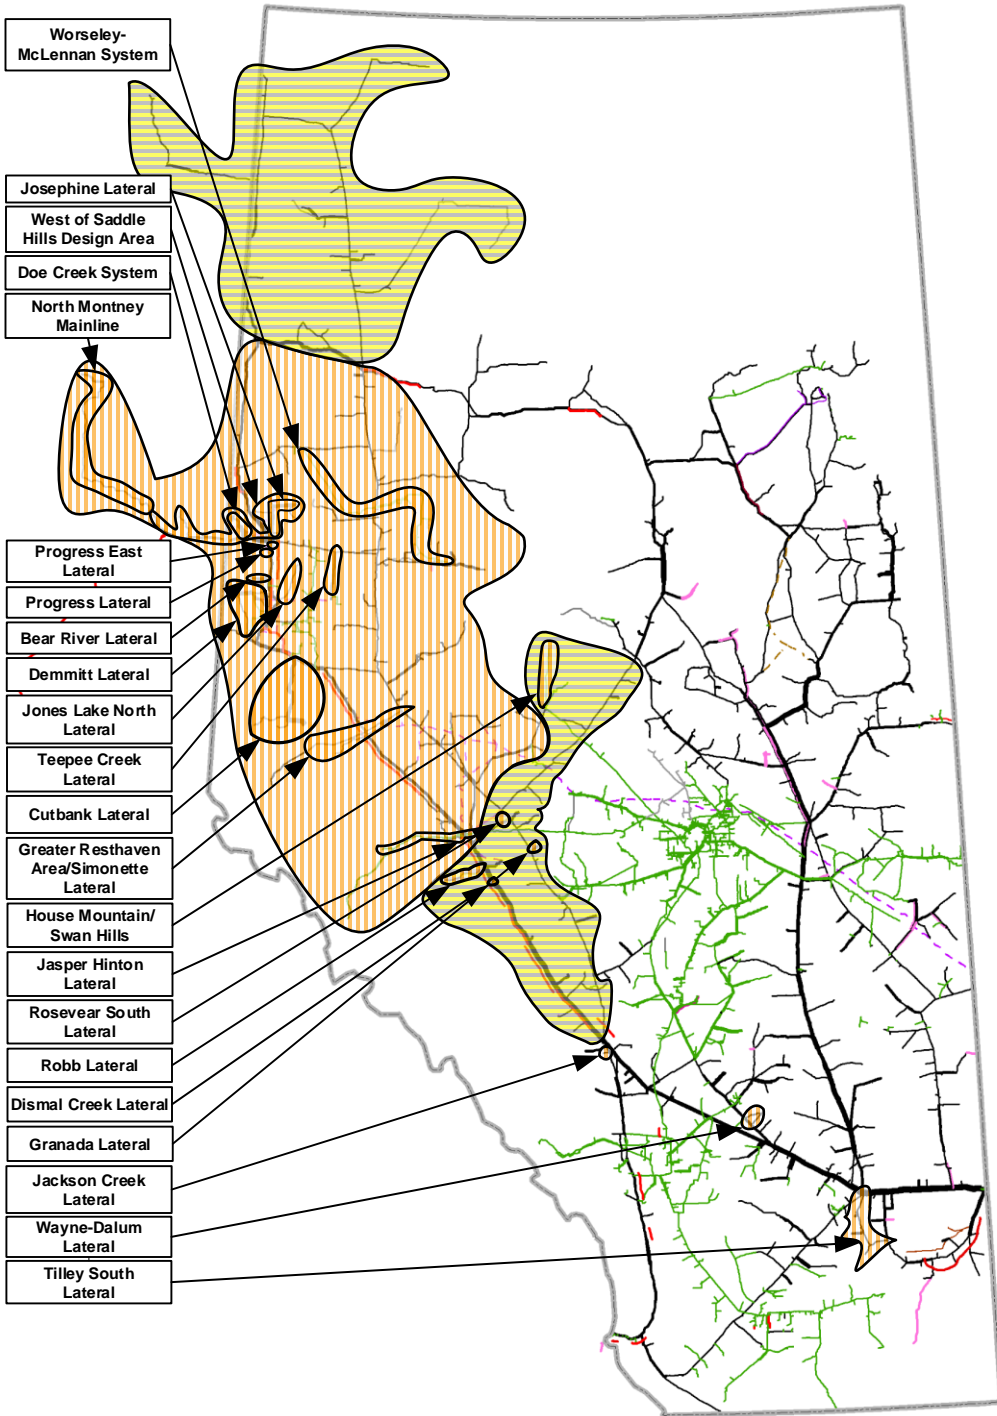 Worseley-
McLennan System
Josephine Lateral
West of Saddle
Hills Design Area
Doe Creek System
North Montney
Mainline
Progress East
Lateral
Progress Lateral
Bear River Lateral
Demmitt Lateral
Jones Lake North
Lateral
Teepee Creek
Lateral
Cutbank Lateral
Greater Resthaven
Area/Simonette
Lateral
House Mountain/
Swan Hills
Jasper Hinton
Lateral
Rosevear South
Lateral
Robb Lateral
Dismal Creek Lateral
Granada Lateral
Jackson Creek
Lateral
Wayne-Dalum
Lateral
Tilley South
Lateral